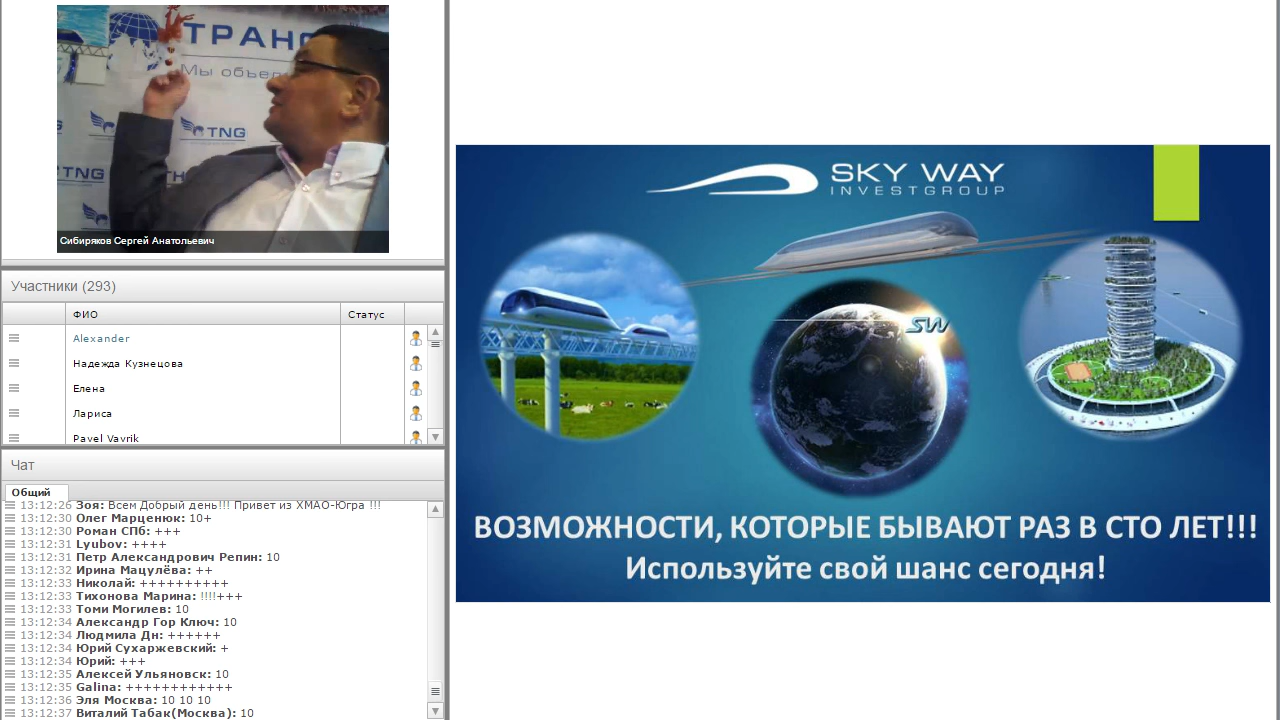 ТРАНС
Мы объед
TNG
TNG
TNG
Сибиряков Сергей Анатольевич
Участники (293)
ФИО
Статус
Alexander
Надежда Кузнецова
Елена
Лариса
Pavel Vavrik
Чат
Общий
13:12:26 Зоя: Всем Добрый день!!! Привет из ХМАО-Югра !!!
13:12:30 Олег Марценюк: 10+
13:12:30 Роман СПб: +++
13:12:31 Lyubov: ++++
13:12:31 Петр Александрович Репин: 10
13:12:32 Ирина Мацулёва: ++
13:12:33 Николай: ++++++++++
13:12:33 Тихонова Марина: !!!!+++
13:12:33 Томи Могилев: 10
13:12:34 Александр Гор Ключ: 10
13:12:34 Людмила Дн: ++++++
13:12:34 Юрий Сухаржевский: +
13:12:34 Юрий: +++
13:12:35 Алексей Ульяновск: 10
13:12:35 Galina: ++++++++++++
13:12:36 Эля Москва: 10 10 10
13:12:37 Виталий Табак(Москва): 10
SKY WAY
INVESTGROUP
SW
ВОЗМОЖНОСТИ, КОТОРЫЕ БЫВАЮТ РАЗ В СТО ЛЕТ!!!
Используйте свой шанс сегодня!